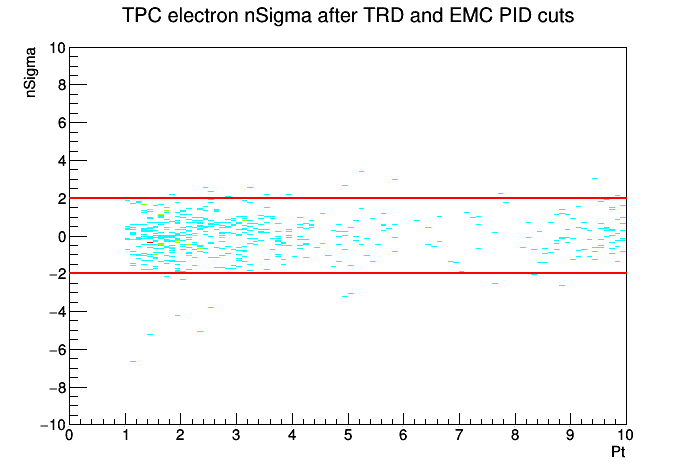 TPC electron nSigma after TRD and EMC PID cuts
nSigma
10
8
6
4
2
0
−2
−4
−6
−8
−10
0 1 2 3 4 5 6 7 8 9 10
Pt